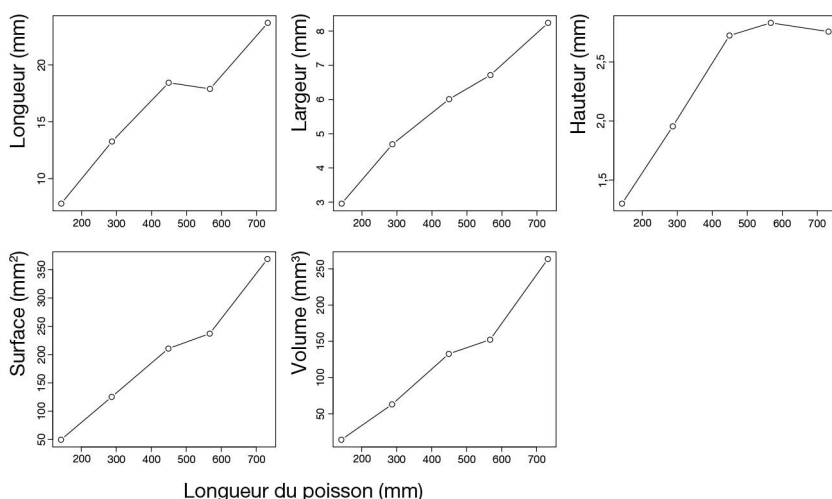 Longueur (mm)
10 15 20
200 300 400 500 600 700
Largeur (mm)
3 4 5 6 7 8
200 300 400 500 600 700
Hauteur (mm)
1,5 2,0 2,5
200 300 400 500 600 700
Surface (mm²)
50 100 150 200 250 300 350
200 300 400 500 600 700
Volume (mm³)
50 100 150 200 250
200 300 400 500 600 700
Longueur du poisson (mm)